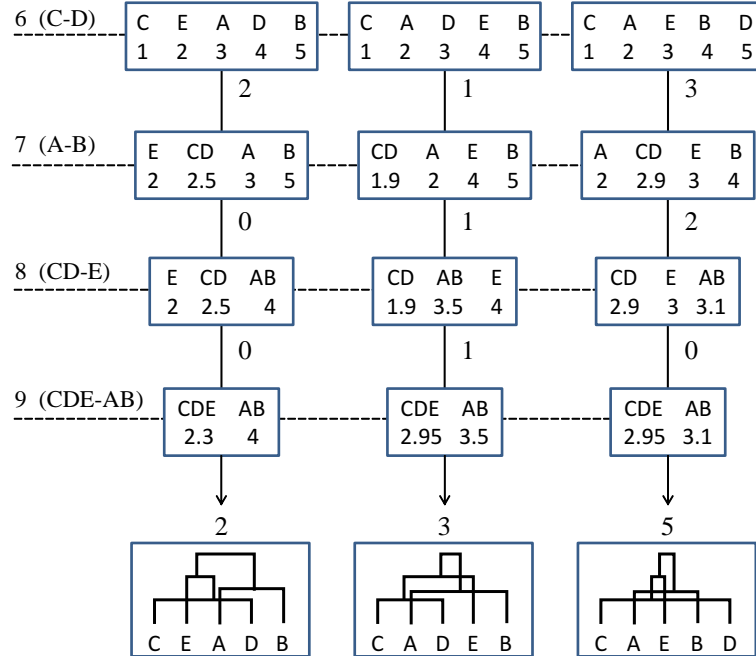 6 (C-D)
C E A D B
1 2 3 4 5
C A D E B
1 2 3 4 5
C A E B D
1 2 3 4 5
2 1 3
7 (A-B)
E CD A B
2 2.5 3 5
CD A E B
1.9 2 4 5
A CD E B
2 2.9 3 4
0 1 2
8 (CD-E)
E CD AB
2 2.5 4
CD AB E
1.9 3.5 4
CD E AB
2.9 3 3.1
0 1 0
9 (CDE-AB)
CDE AB
2.3 4
CDE AB
2.95 3.5
CDE AB
2.95 3.1
2 3 5
C E A D B
C A D E B
C A E B D